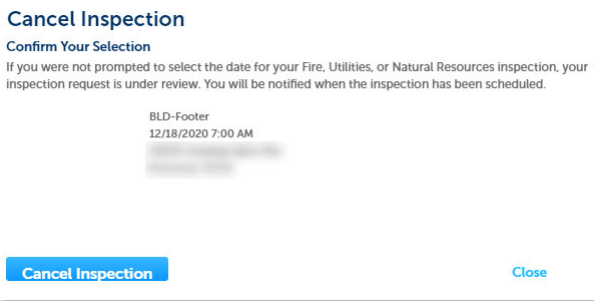 Cancel Inspection
Confirm Your Selection
If you were not prompted to select the date for your Fire, Utilities, or Natural Resources inspection, your
inspection request is under review. You will be notified when the inspection has been scheduled.
BLD-Footer
12/18/2020 7:00 AM
Cancel Inspection
Close